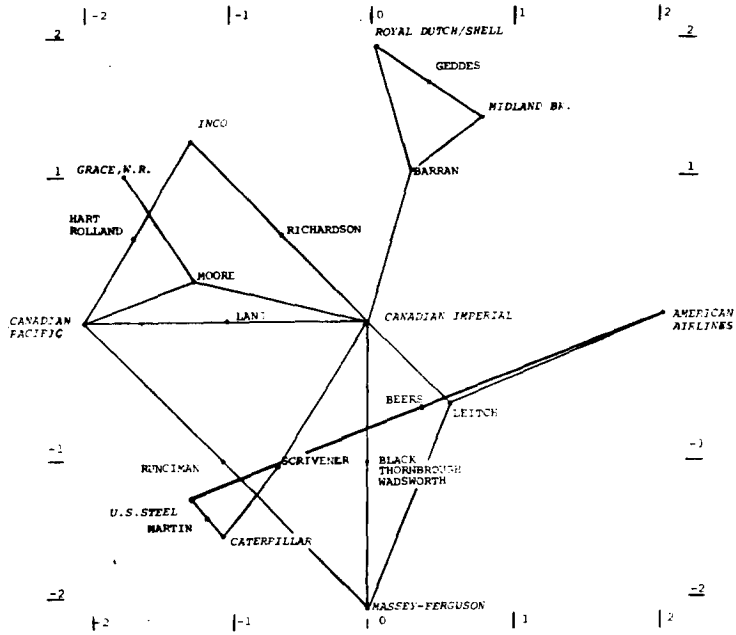 -2 -1 0 1 2
2 2
ROYAL DUTCH/SHELL
GEDDES
MIDLAND BK.
INCO
1 1
GRACE,W.R.
BARRAN
HART
ROLLAND
RICHARDSON
MOORE
CANADIAN
PACIFIC
CANADIAN IMPERIAL
AMERICAN
AIRLINES
BEERS
LEITCH
-1 -1
RUNCIMAN
SCRIVENER
BLACK
THORNBROUGH
WADSWORTH
U.S.STEEL
MARTIN
CATERPILLAR
-2 -2
MASSEY-FERGUSON
-2 -1 0 1 2